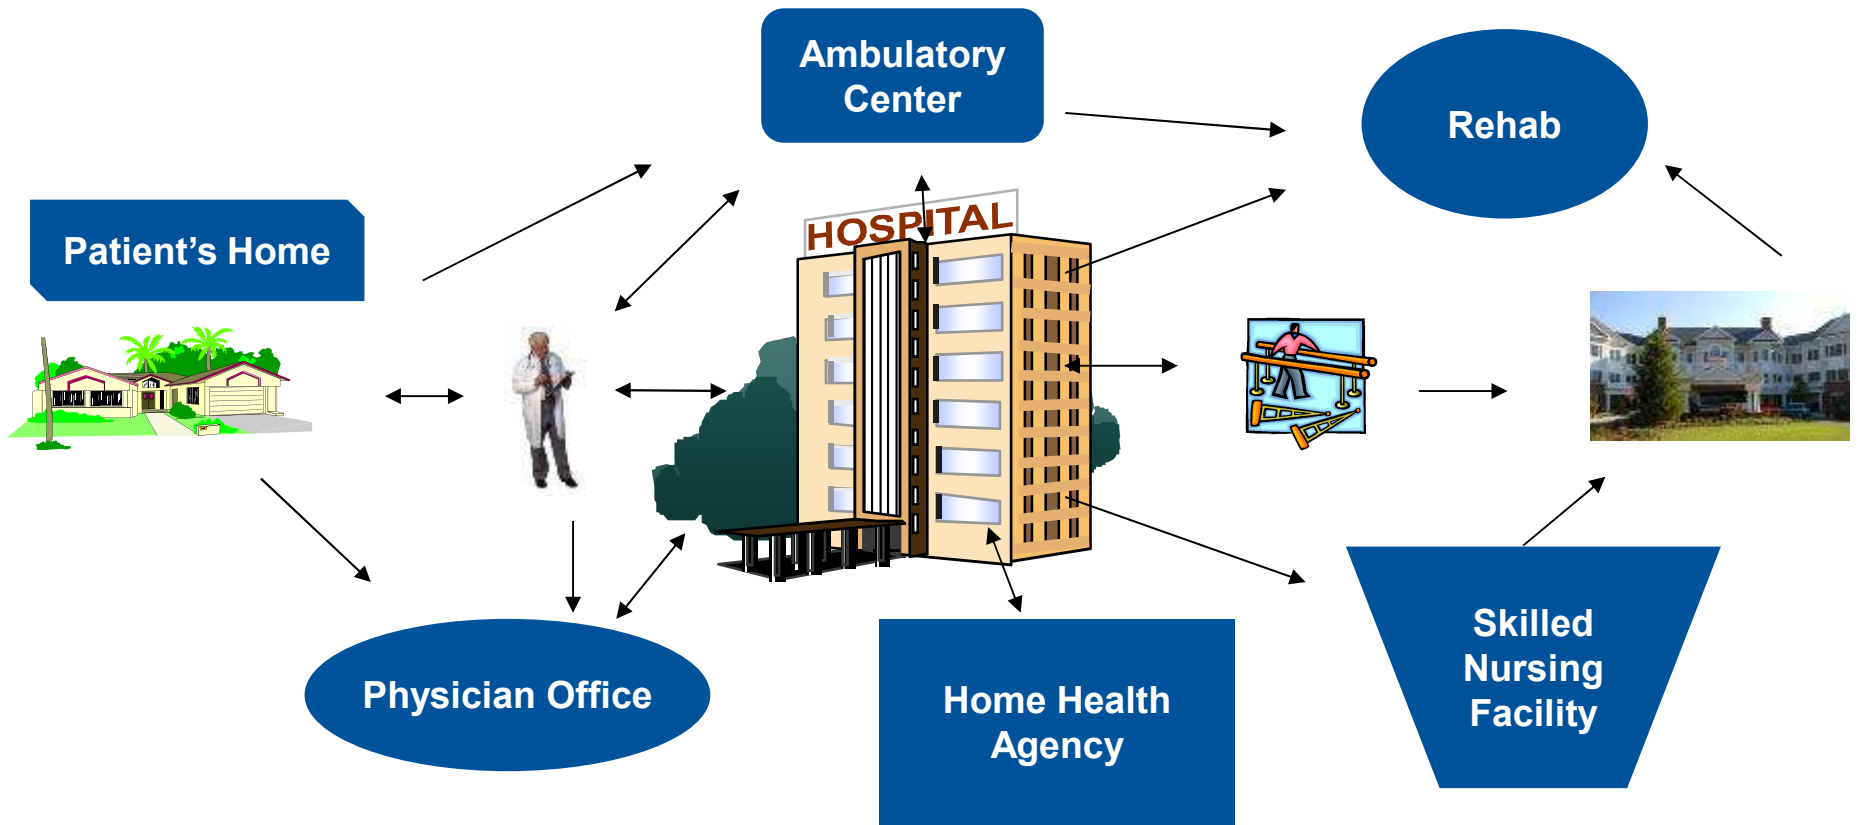 Ambulatory
Center
Rehab
Patient’s Home
HOSPITAL
Physician Office
Home Health
Agency
Skilled
Nursing
Facility